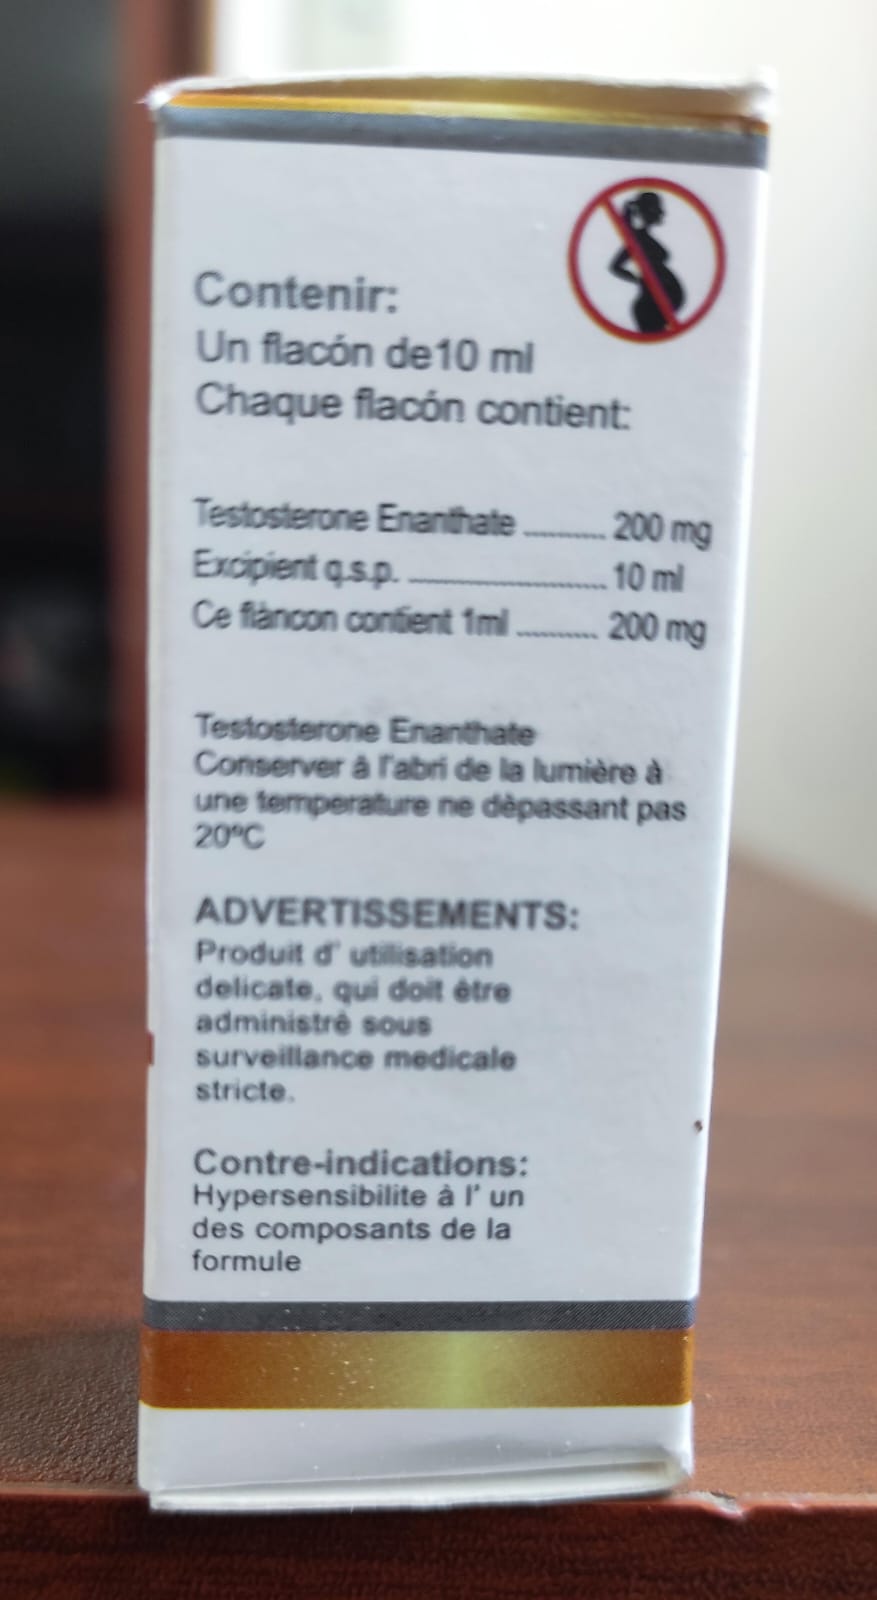 Contenir:
Un flacón de10 ml
Chaque flacón contient:
Testosterone Enanthate .......... 200 mg
Excipient q.s.p. ............................ 10 ml
Ce flàncon contient 1ml ........... 200 mg
Testosterone Enanthate
Conserver à l'abri de la lumière à
une temperature ne dèpassant pas
20ºC
ADVERTISSEMENTS:
Produit d' utilisation
delicate, qui doit être
administrê sous
surveillance medicale
stricte.
Contre-indications:
Hypersensibilite à l' un
des composants de la
formule